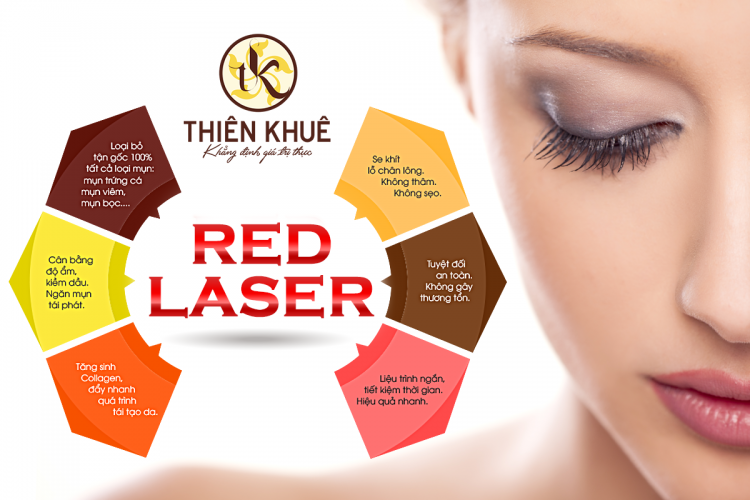 tk
THIÊN KHUÊ
Khẳng định giá trị thực
Loại bỏ
tận gốc 100%
tất cả loại mụn:
mụn trứng cá
mụn viêm,
mụn bọc....
Se khít
lỗ chân lông.
Không thâm.
Không sẹo.
RED
LASER
Cân bằng
độ ẩm,
kiềm dầu.
Ngăn mụn
tái phát.
Tuyệt đối
an toàn.
Không gây
thương tổn.
Tăng sinh
Collagen,
đẩy nhanh
quá trình
tái tạo da.
Liệu trình ngắn,
tiết kiệm thời gian.
Hiệu quả nhanh.